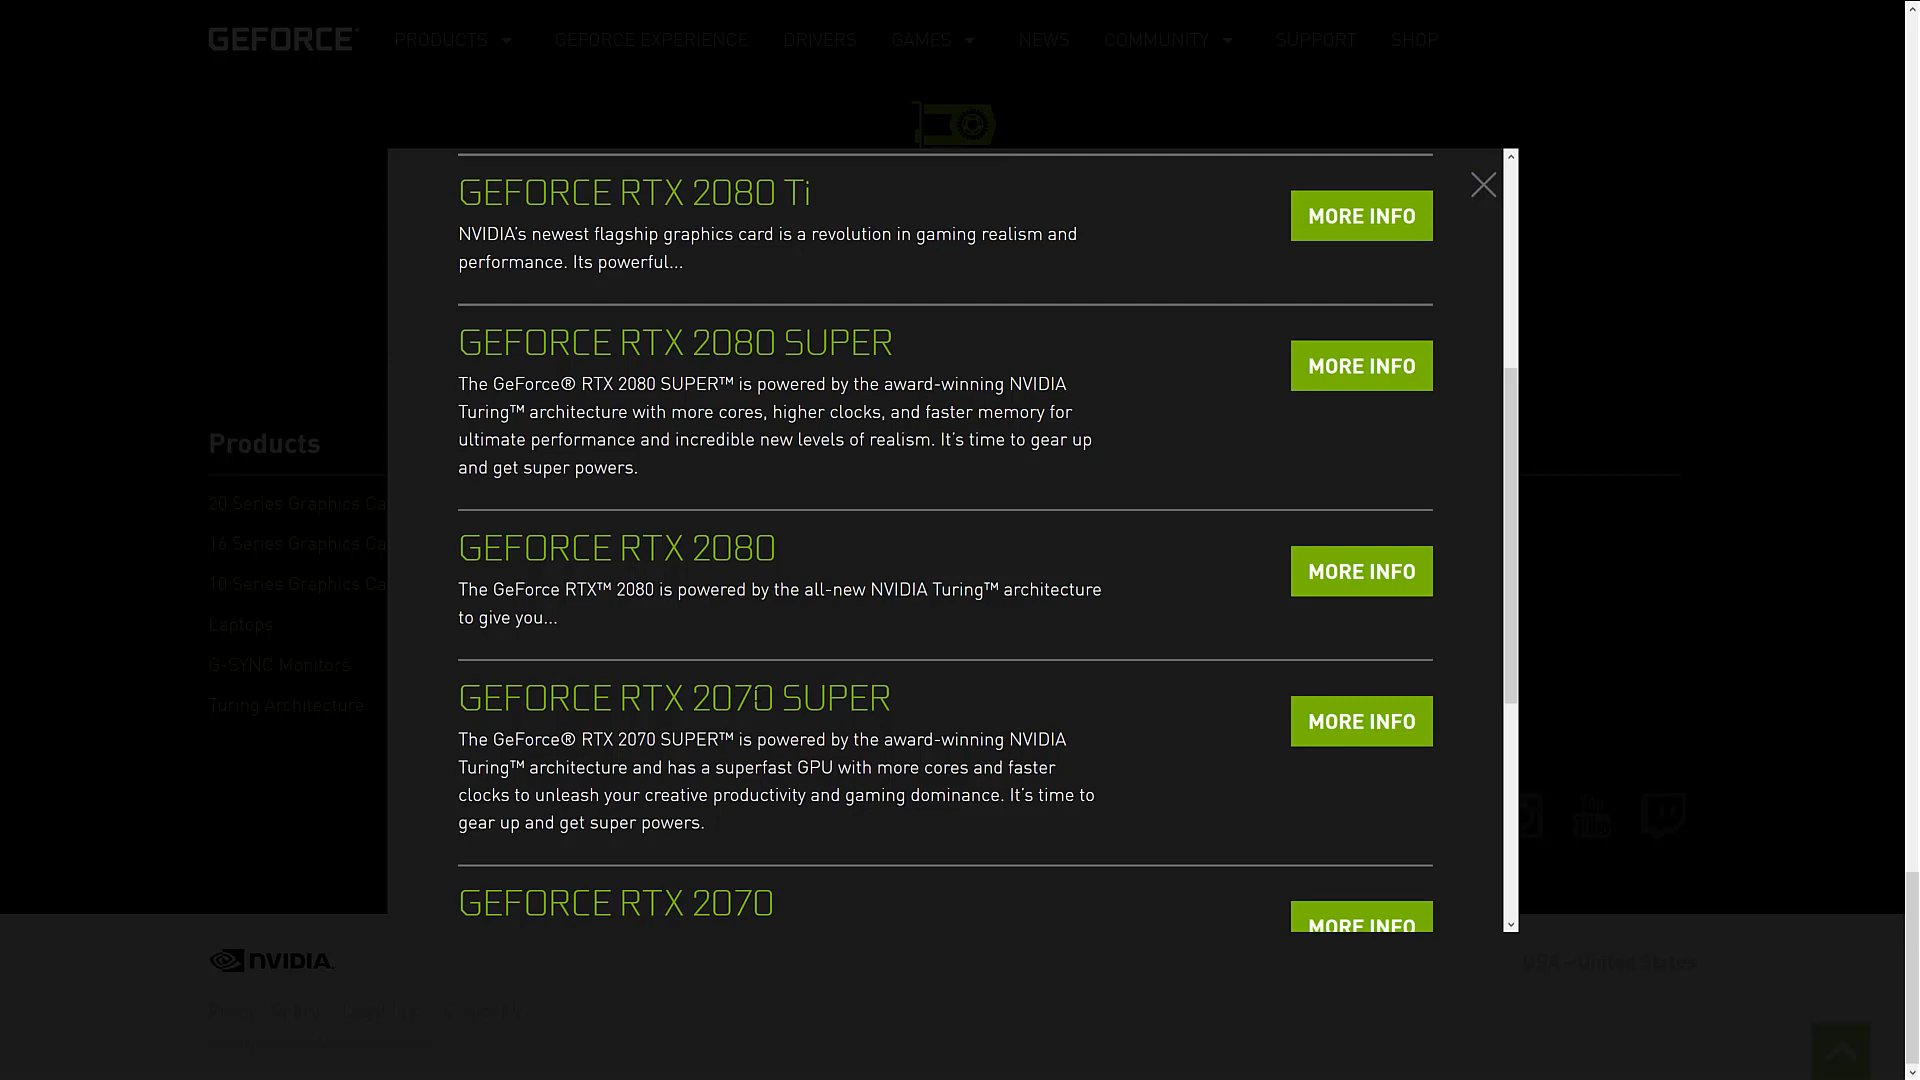 GEFORCE PRODUCTS GEFORCE EXPERIENCE DRIVERS GAMES NEWS COMMUNITY SUPPORT SHOP
GEFORCE RTX 2080 Ti
MORE INFO
NVIDIA's newest flagship graphics card is a revolution in gaming realism and
performance. Its powerful...
GEFORCE RTX 2080 SUPER
MORE INFO
The GeForce® RTX 2080 SUPER™ is powered by the award-winning NVIDIA
Turing™ architecture with more cores, higher clocks, and faster memory for
ultimate performance and incredible new levels of realism. It's time to gear up
and get super powers.
GEFORCE RTX 2080
MORE INFO
The GeForce RTX™ 2080 is powered by the all-new NVIDIA Turing™ architecture
to give you...
GEFORCE RTX 2070 SUPER
MORE INFO
The GeForce® RTX 2070 SUPER™ is powered by the award-winning NVIDIA
Turing™ architecture and has a superfast GPU with more cores and faster
clocks to unleash your creative productivity and gaming dominance. It's time to
gear up and get super powers.
GEFORCE RTX 2070
MORE INFO
Products
20 Series Graphics Ca
16 Series Graphics Ca
10 Series Graphics Ca
Laptops
G-SYNC Monitors
Turing Architecture
You
Tube
NVIDIA.
USA - United States